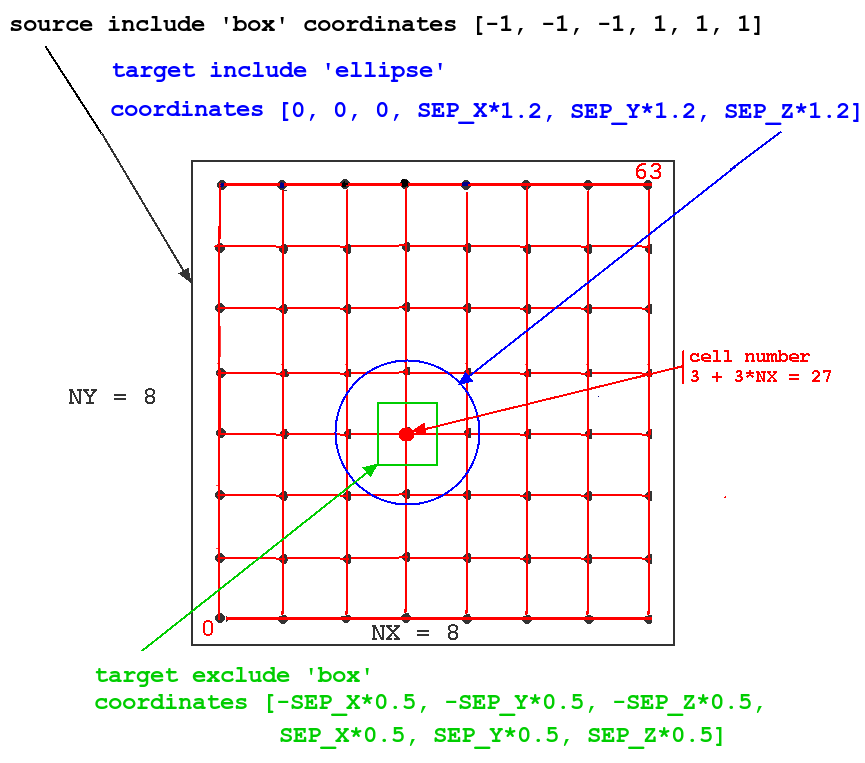 source include 'box' coordinates [-1, -1, -1, 1, 1, 1]
target include 'ellipse'
coordinates [0, 0, 0, SEP_X*1.2, SEP_Y*1.2, SEP_Z*1.2]
63
cell number
3 + 3*NX = 27
NY = 8
0
NX = 8
target exclude 'box'
coordinates [-SEP_X*0.5, -SEP_Y*0.5, -SEP_Z*0.5,
SEP_X*0.5, SEP_Y*0.5, SEP_Z*0.5]